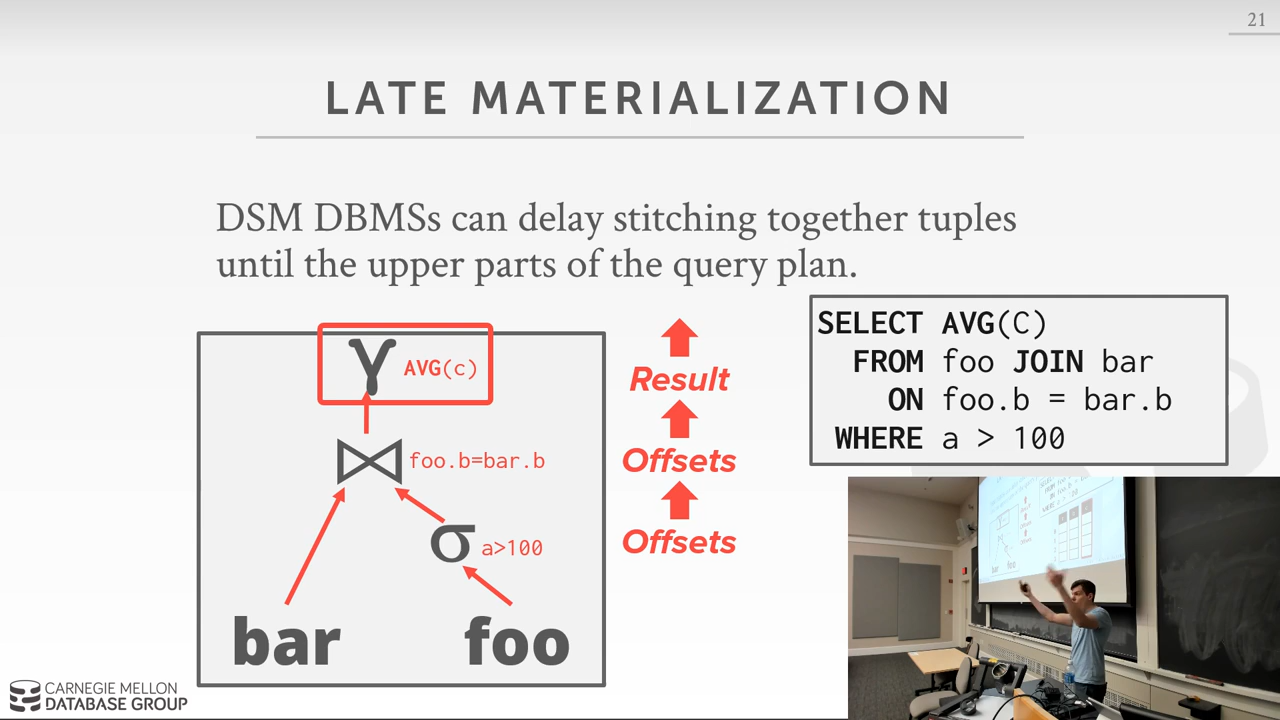 21
LATE MATERIALIZATION
DSM DBMSs can delay stitching together tuples
until the upper parts of the query plan.
γ AVG(c)
⋈ foo.b=bar.b
σ a>100
bar foo
Result
Offsets
Offsets
SELECT AVG(C)
FROM foo JOIN bar
ON foo.b = bar.b
WHERE a > 100
bar foo
CARNEGIE MELLON
DATABASE GROUP